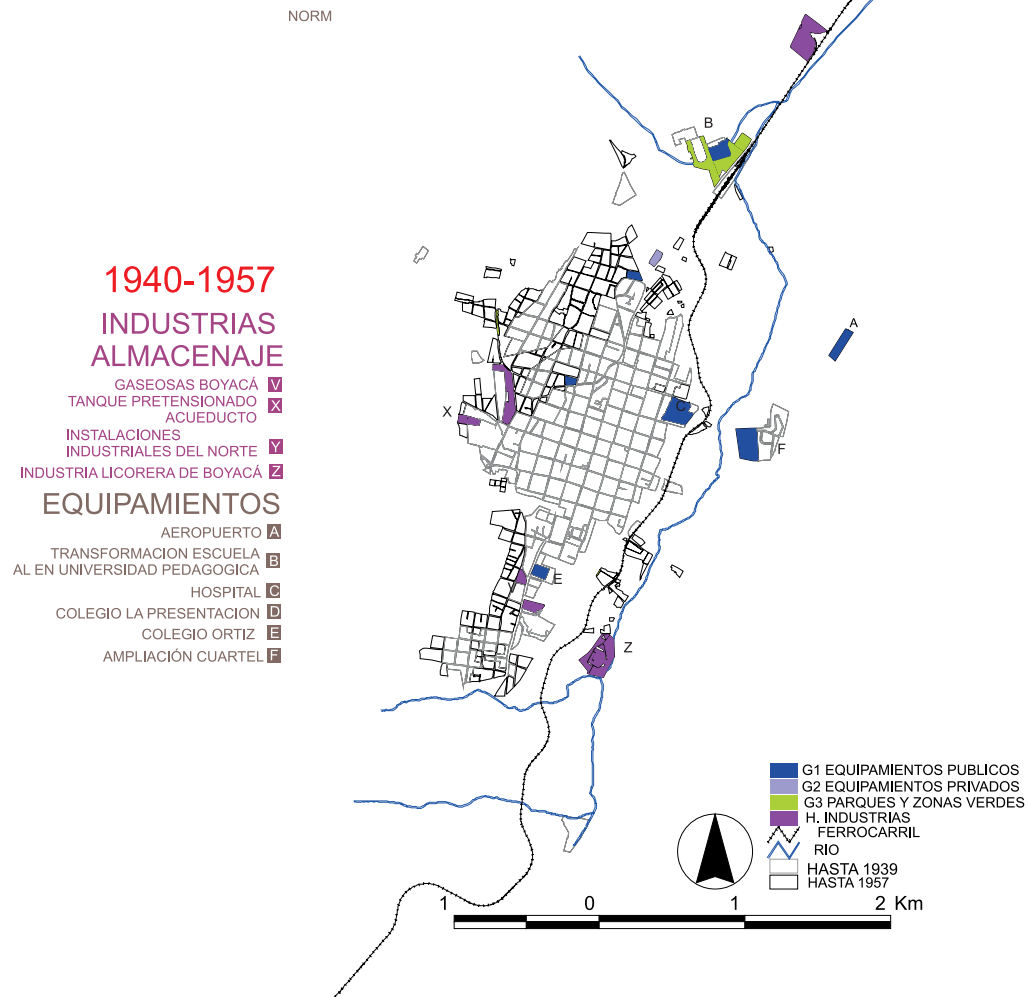 NORM
1940-1957
INDUSTRIAS
ALMACENAJE
GASEOSAS BOYACÁ V
TANQUE PRETENSIONADO X
ACUEDUCTO
INSTALACIONES
INDUSTRIALES DEL NORTE Y
INDUSTRIA LICORERA DE BOYACÁ Z
EQUIPAMIENTOS
AEROPUERTO A
TRANSFORMACION ESCUELA B
AL EN UNIVERSIDAD PEDAGOGICA
HOSPITAL C
COLEGIO LA PRESENTACION D
COLEGIO ORTIZ E
AMPLIACIÓN CUARTEL F
B
A
X
C
F
E
Z
G1 EQUIPAMIENTOS PUBLICOS
G2 EQUIPAMIENTOS PRIVADOS
G3 PARQUES Y ZONAS VERDES
H. INDUSTRIAS
FERROCARRIL
RIO
HASTA 1939
HASTA 1957
1 0 1 2 Km